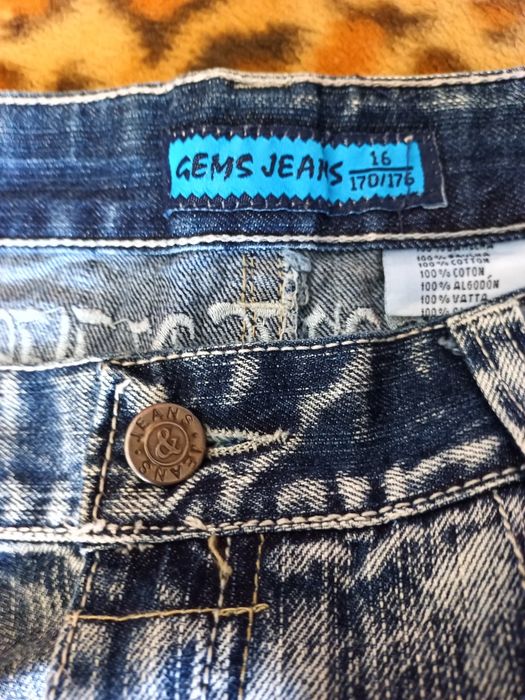 GEMS JEANS
16
170/176
100% COTTON
100% COTON
100% ALGODÓN
100% VATTA
JEANS & JEANS